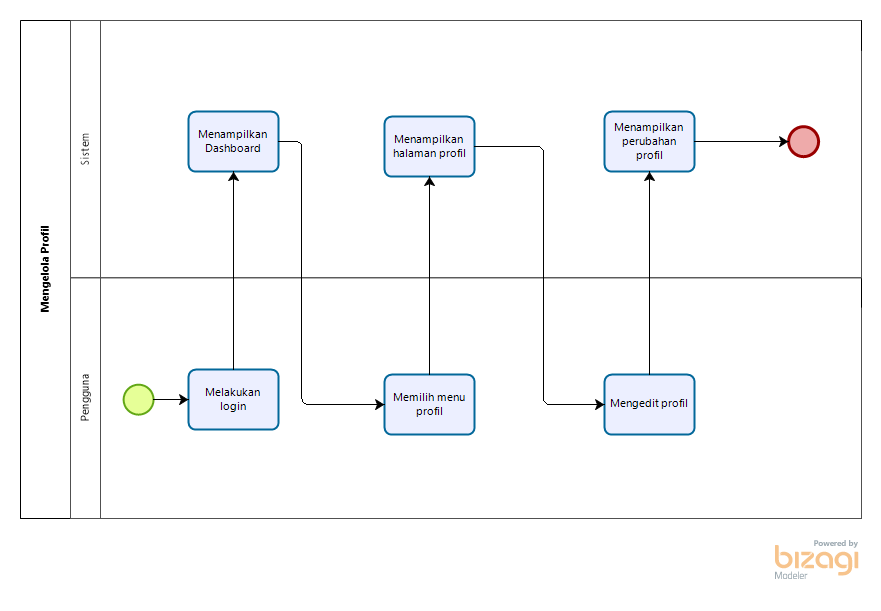 Mengelola Profil
Sistem
Menampilkan
Dashboard
Menampilkan
halaman profil
Menampilkan
perubahan
profil
Pengguna
Melakukan
login
Memilih menu
profil
Mengedit profil
Powered by
bizagi
Modeler